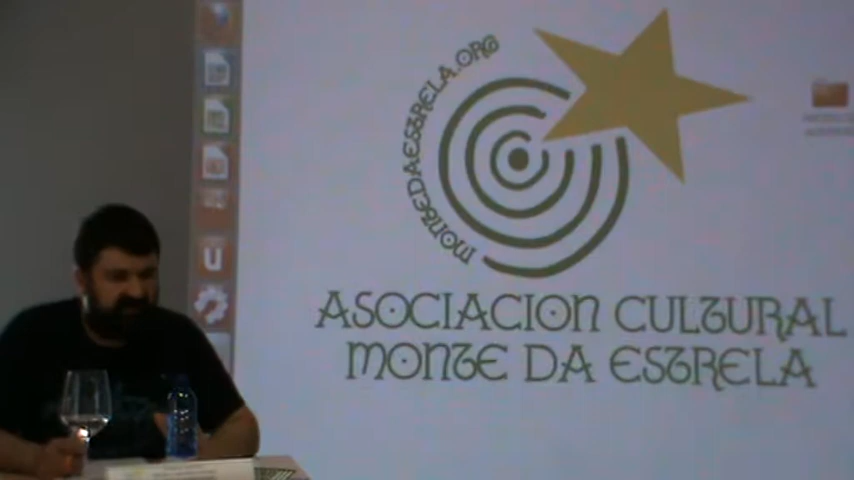 MONTEDAESTRELA.ORG
ASOCIACION CULTURAL
MONTE DA ESTRELA